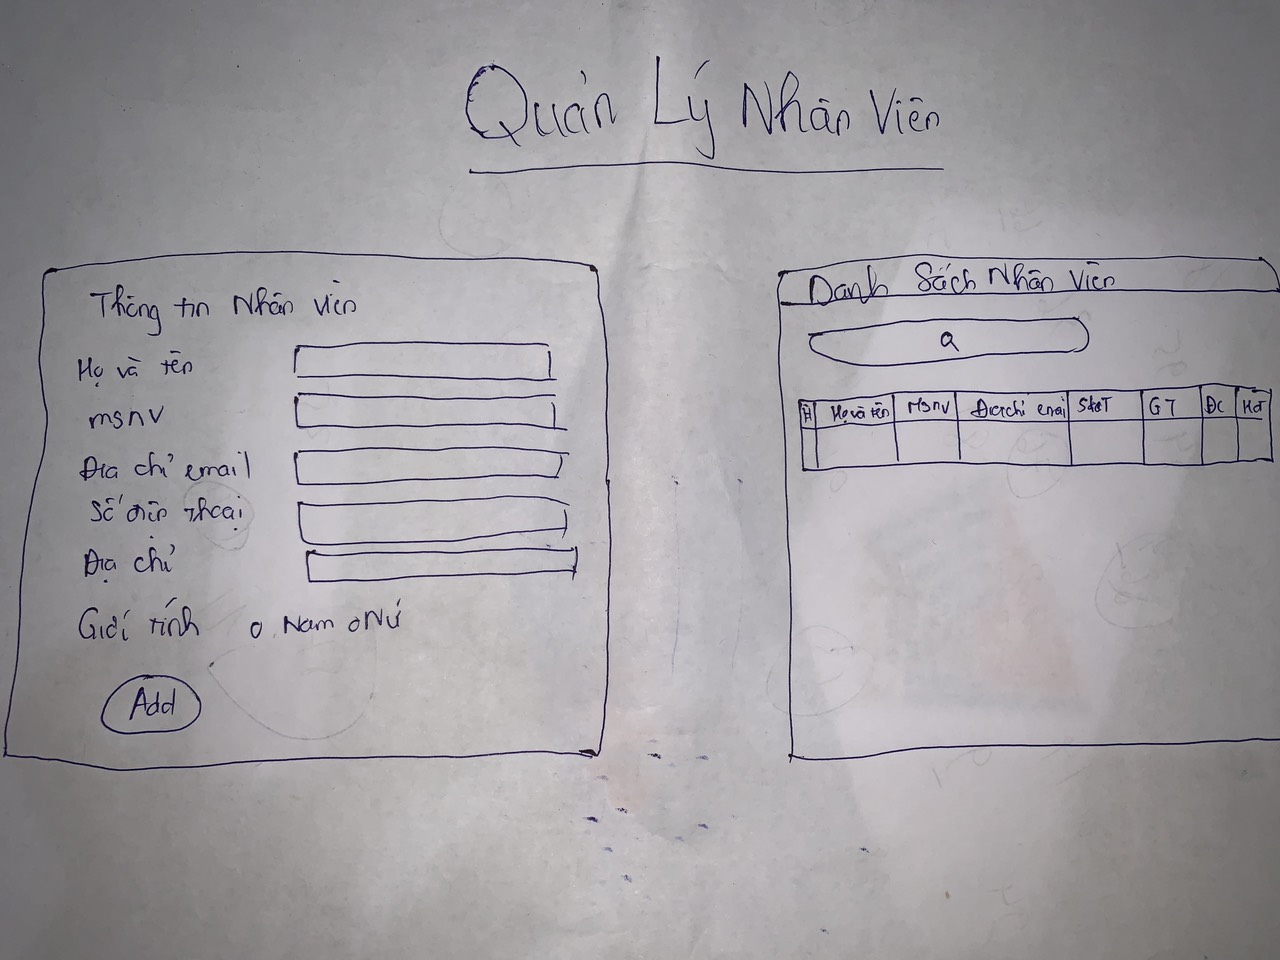 Quản Lý Nhân Viên
Thông tin Nhân viên
Họ và tên
msnv
Địa chỉ email
Số điện thoại
Địa chỉ
Giới tính o Nam o Nữ
Add
Danh Sách Nhân Viên
Họ và tên MSNV Địa chỉ emai SĐT GT ĐC HĐ